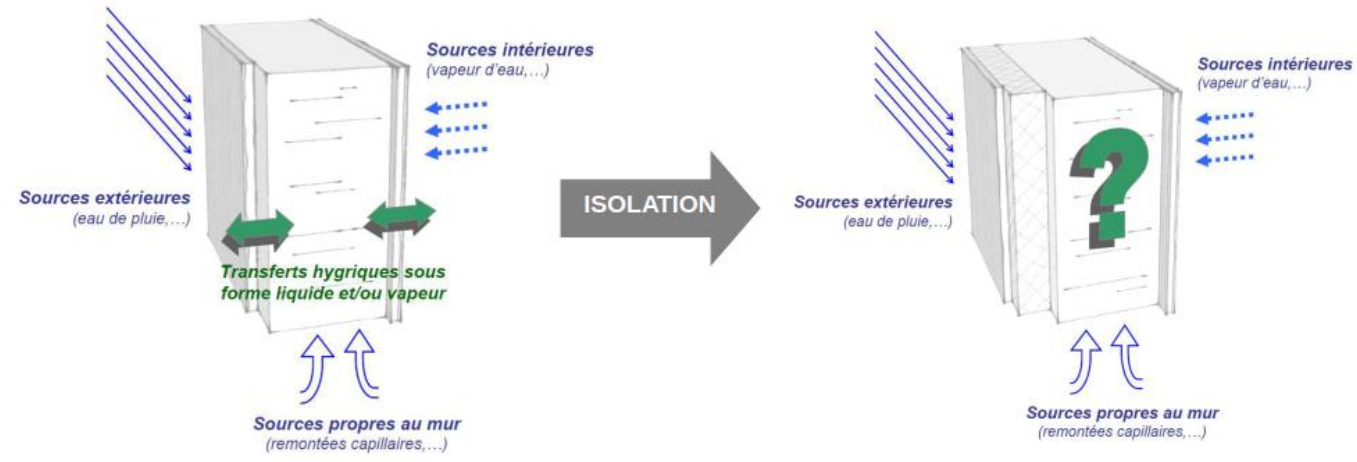 Sources intérieures
(vapeur d'eau,...)
Sources extérieures
(eau de pluie,...)
Transferts hygriques sous
forme liquide et/ou vapeur
Sources propres au mur
(remontées capillaires,...)
ISOLATION
Sources intérieures
(vapeur d'eau,...)
?
Sources extérieures
(eau de pluie,...)
Sources propres au mur
(remontées capillaires,...)